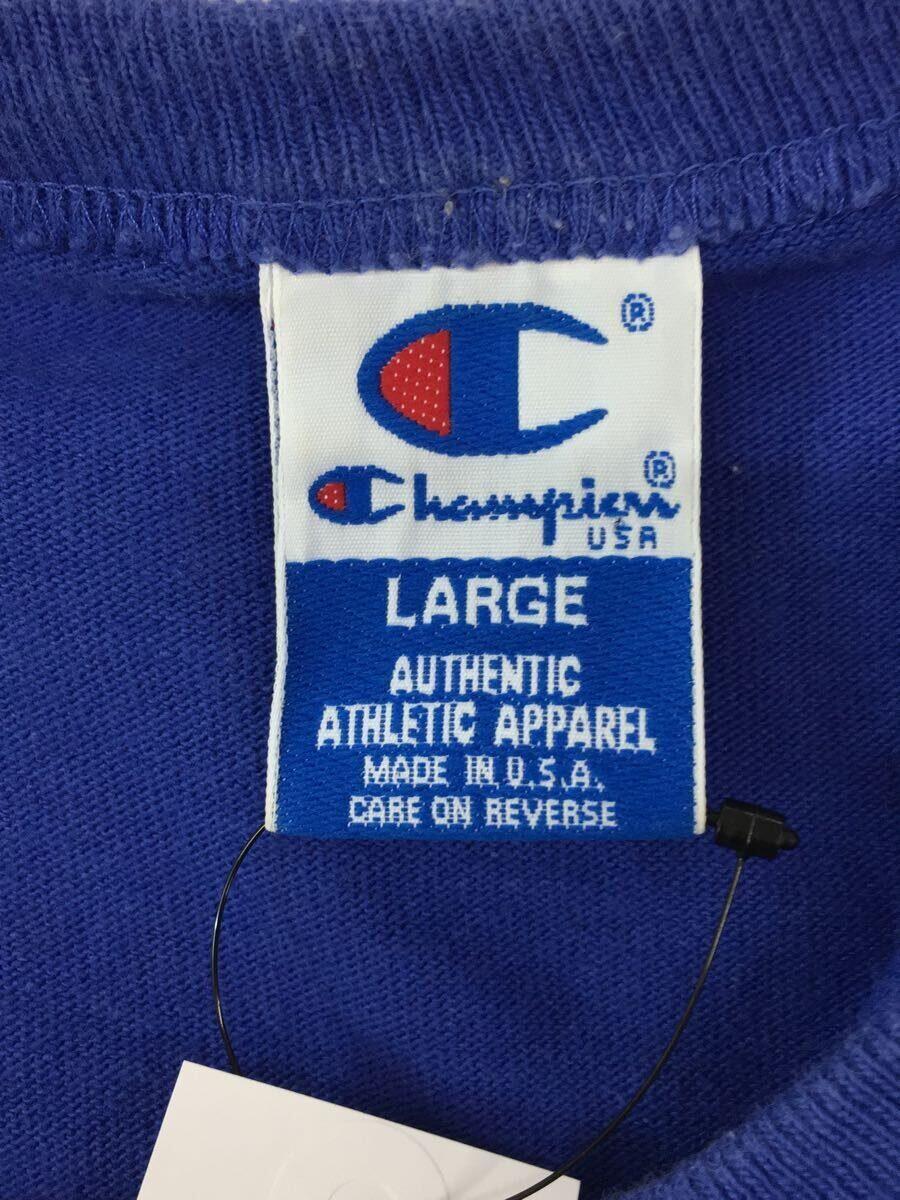 ®
Champion®
USA
LARGE
AUTHENTIC
ATHLETIC APPAREL
MADE IN U.S.A.
CARE ON REVERSE